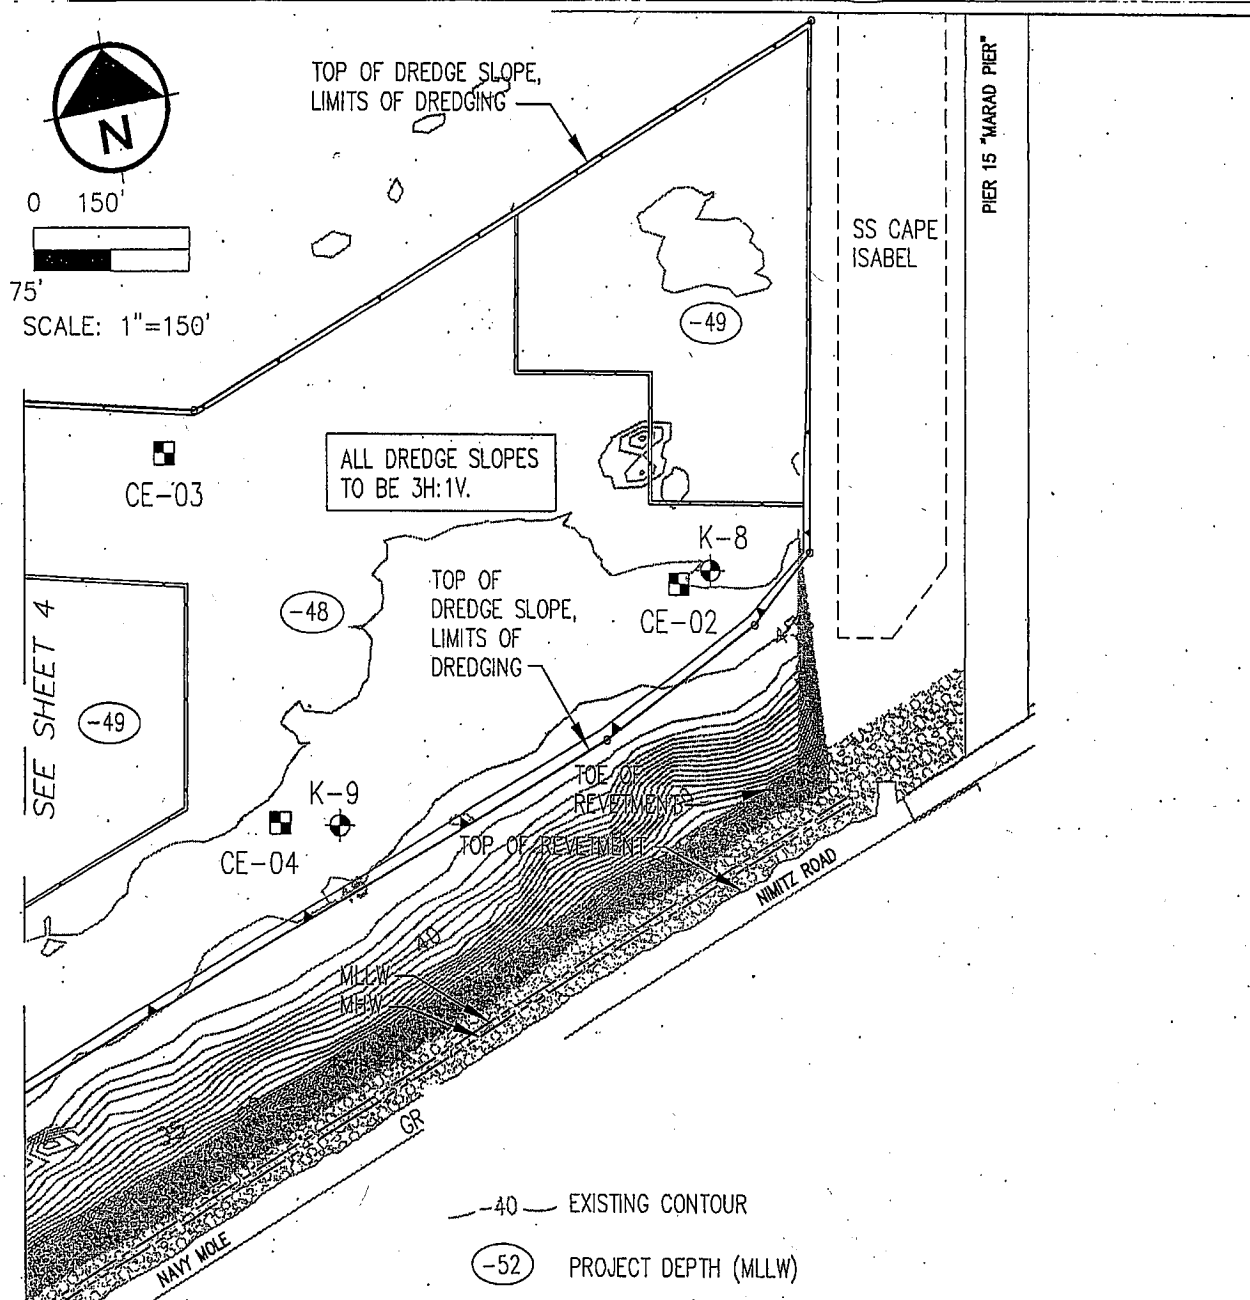 TOP OF DREDGE SLOPE,
LIMITS OF DREDGING
N
0 150'
75'
SCALE: 1"=150'
PIER 15 "MARAD PIER"
SS CAPE
ISABEL
-49
CE-03
ALL DREDGE SLOPES
TO BE 3H:1V.
K-8
CE-02
-48
TOP OF
DREDGE SLOPE,
LIMITS OF
DREDGING
SEE SHEET 4
-49
K-9
CE-04
TOE OF
REVETMENT
TOP OF REVETMENT
NIMITZ ROAD
40
MLLW
MHW
GR
NAVY MOLE
-40 EXISTING CONTOUR
-52 PROJECT DEPTH (MLLW)